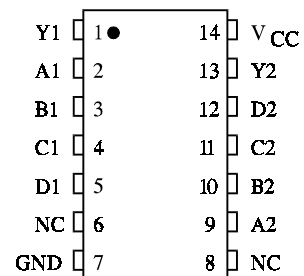 Y1 1 14 VCC
A1 2 13 Y2
B1 3 12 D2
C1 4 11 C2
D1 5 10 B2
NC 6 9 A2
GND 7 8 NC